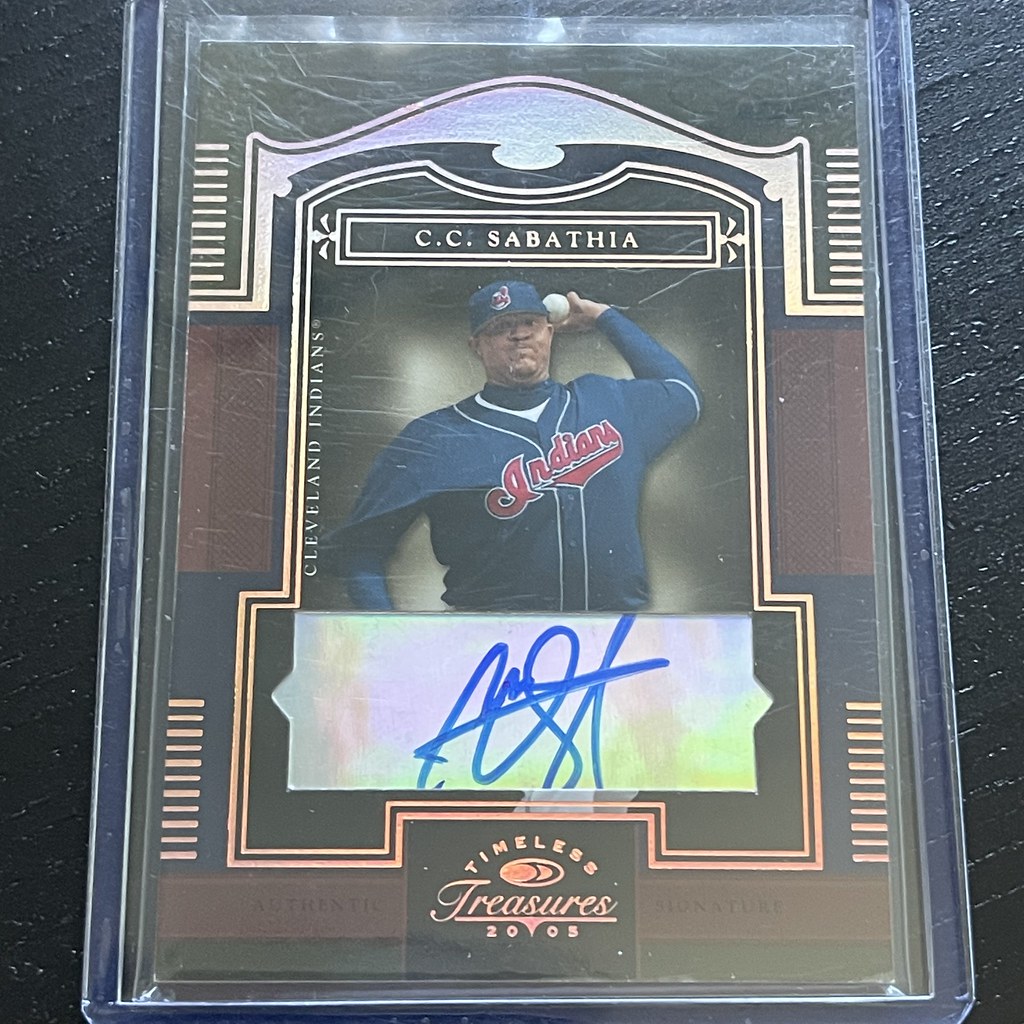 C.C. SABATHIA
CLEVELAND INDIANS®
Indians
TIMELESS
Treasures
2005
AUTHENTIC
SIGNATURE